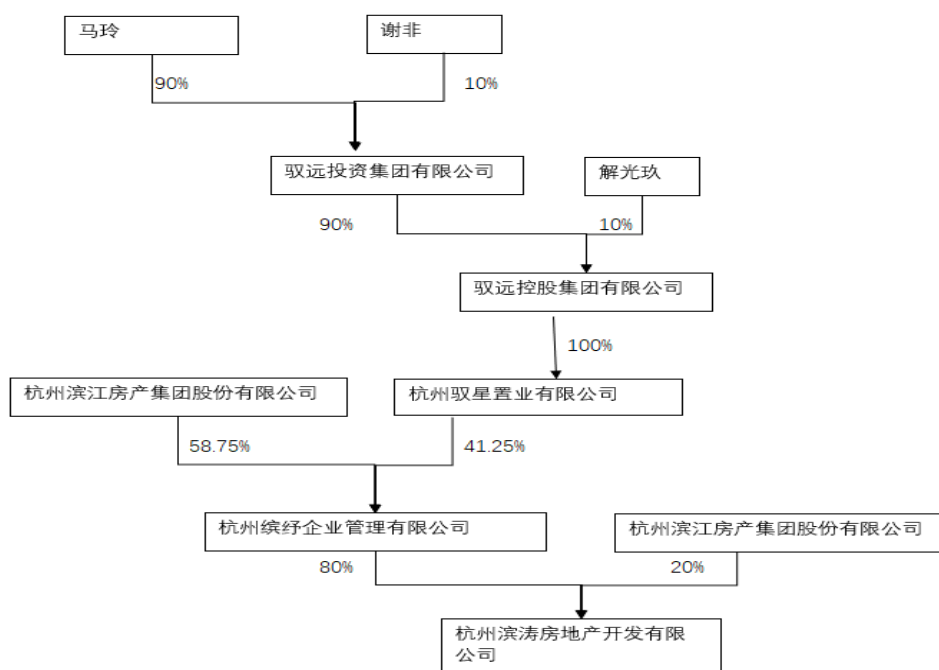 马玲
谢非
90%
10%
驭远投资集团有限公司
解光玖
90%
10%
驭远控股集团有限公司
100%
杭州滨江房产集团股份有限公司
杭州驭星置业有限公司
58.75%
41.25%
杭州缤纾企业管理有限公司
杭州滨江房产集团股份有限公司
80%
20%
杭州滨涛房地产开发有限
公司